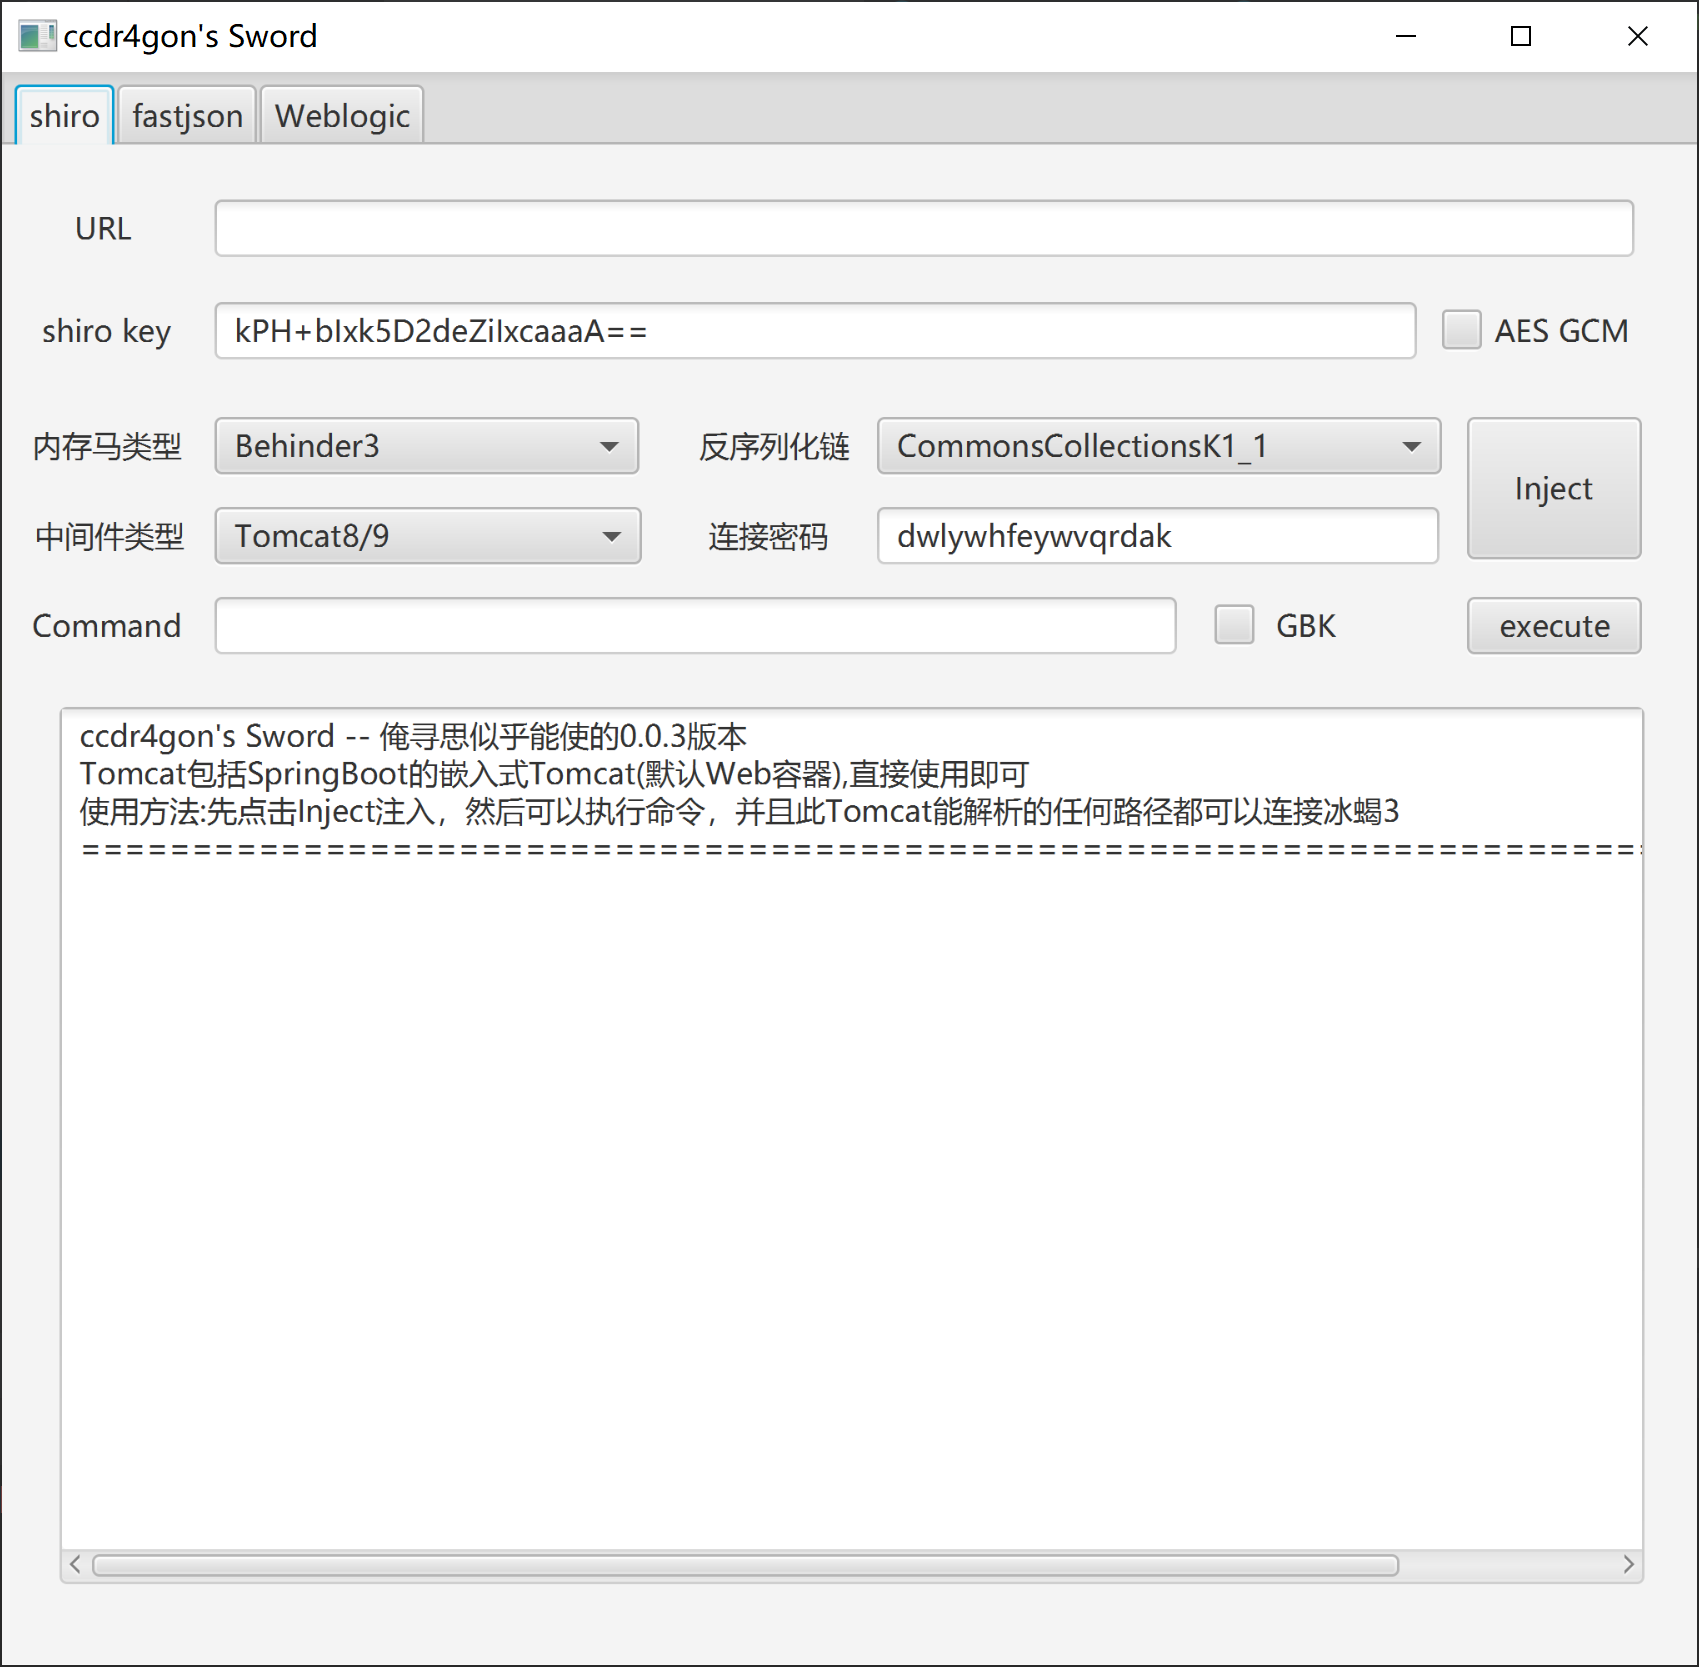 ccdr4gon's Sword
shiro fastjson Weblogic
URL
shiro key kPH+bIxk5D2deZiIxcaaaA== AES GCM
内存马类型 Behinder3 反序列化链 CommonsCollectionsK1_1 Inject
中间件类型 Tomcat8/9 连接密码 dwlywhfeywvqrdak
Command GBK execute
ccdr4gon's Sword -- 俺寻思似乎能使的0.0.3版本
Tomcat包括SpringBoot的嵌入式Tomcat(默认Web容器),直接使用即可
使用方法:先点击Inject注入，然后可以执行命令，并且此Tomcat能解析的任何路径都可以连接冰蝎3
=======================================================================